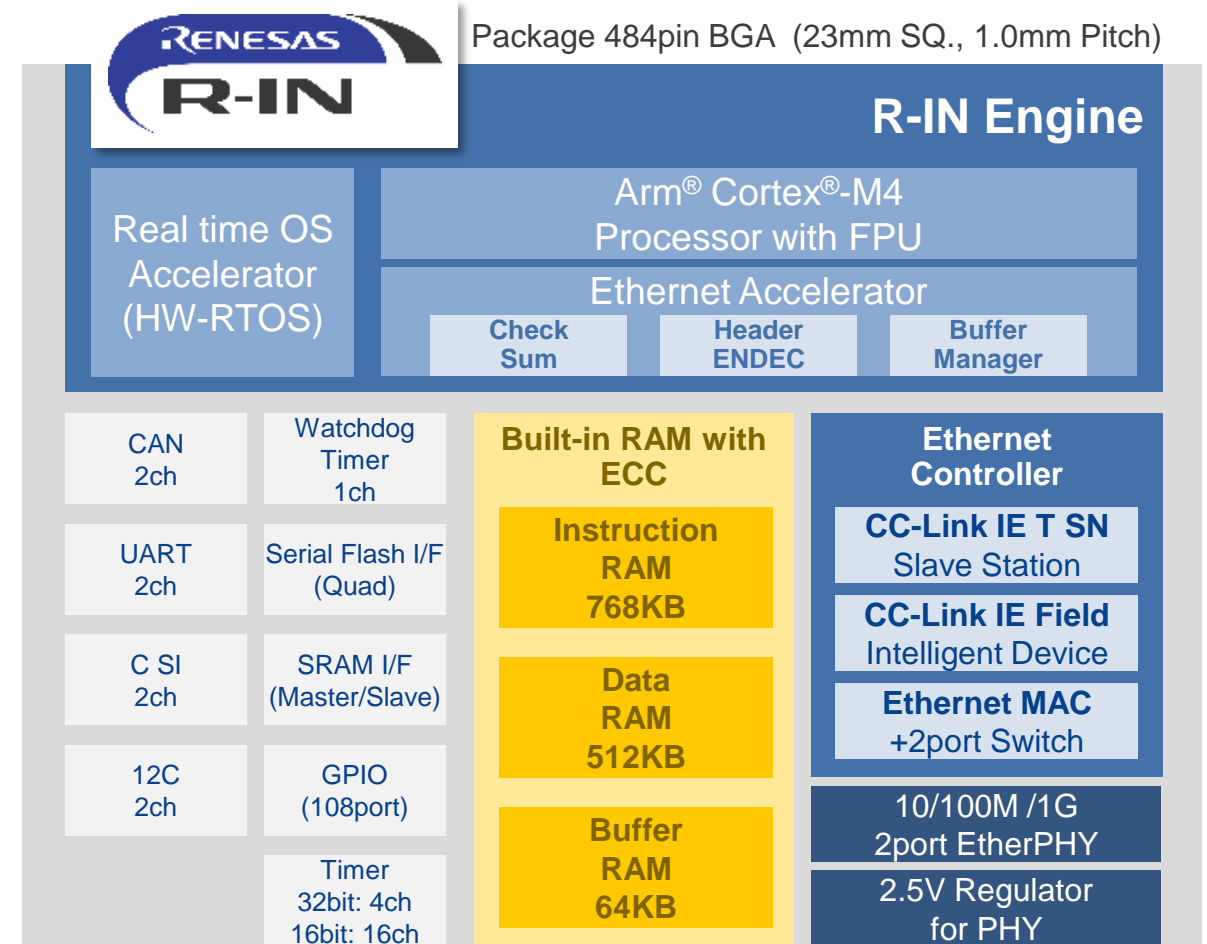 RENESAS
R-IN
Package 484pin BGA (23mm SQ., 1.0mm Pitch)
R-IN Engine
Real time OS
Accelerator
(HW-RTOS)
Arm® Cortex®-M4
Processor with FPU
Ethernet Accelerator
Check
Sum
Header
ENDEC
Buffer
Manager
CAN
2ch
UART
2ch
C SI
2ch
12C
2ch
Watchdog
Timer
1ch
Serial Flash I/F
(Quad)
SRAM I/F
(Master/Slave)
GPIO
(108port)
Timer
32bit: 4ch
16bit: 16ch
Built-in RAM with
ECC
Instruction
RAM
768KB
Data
RAM
512KB
Buffer
RAM
64KB
Ethernet
Controller
CC-Link IE T SN
Slave Station
CC-Link IE Field
Intelligent Device
Ethernet MAC
+2port Switch
10/100M /1G
2port EtherPHY
2.5V Regulator
for PHY